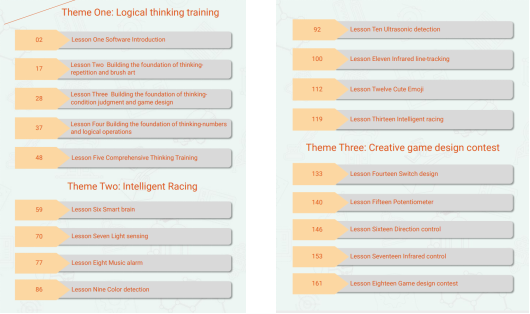 Theme One: Logical thinking training
02 Lesson One Software Introduction
17 Lesson Two Building the foundation of thinking-
repetition and brush art
28 Lesson Three Building the foundation of thinking-
condition judgment and game design
37 Lesson Four Building the foundation of thinking-numbers
and logical operations
48 Lesson Five Comprehensive Thinking Training
Theme Two: Intelligent Racing
59 Lesson Six Smart brain
70 Lesson Seven Light sensing
77 Lesson Eight Music alarm
86 Lesson Nine Color detection
92 Lesson Ten Ultrasonic detection
100 Lesson Eleven Infrared line-tracking
112 Lesson Twelve Cute Emoji
119 Lesson Thirteen Intelligent racing
Theme Three: Creative game design contest
133 Lesson Fourteen Switch design
140 Lesson Fifteen Potentiometer
146 Lesson Sixteen Direction control
153 Lesson Seventeen Infrared control
161 Lesson Eighteen Game design contest